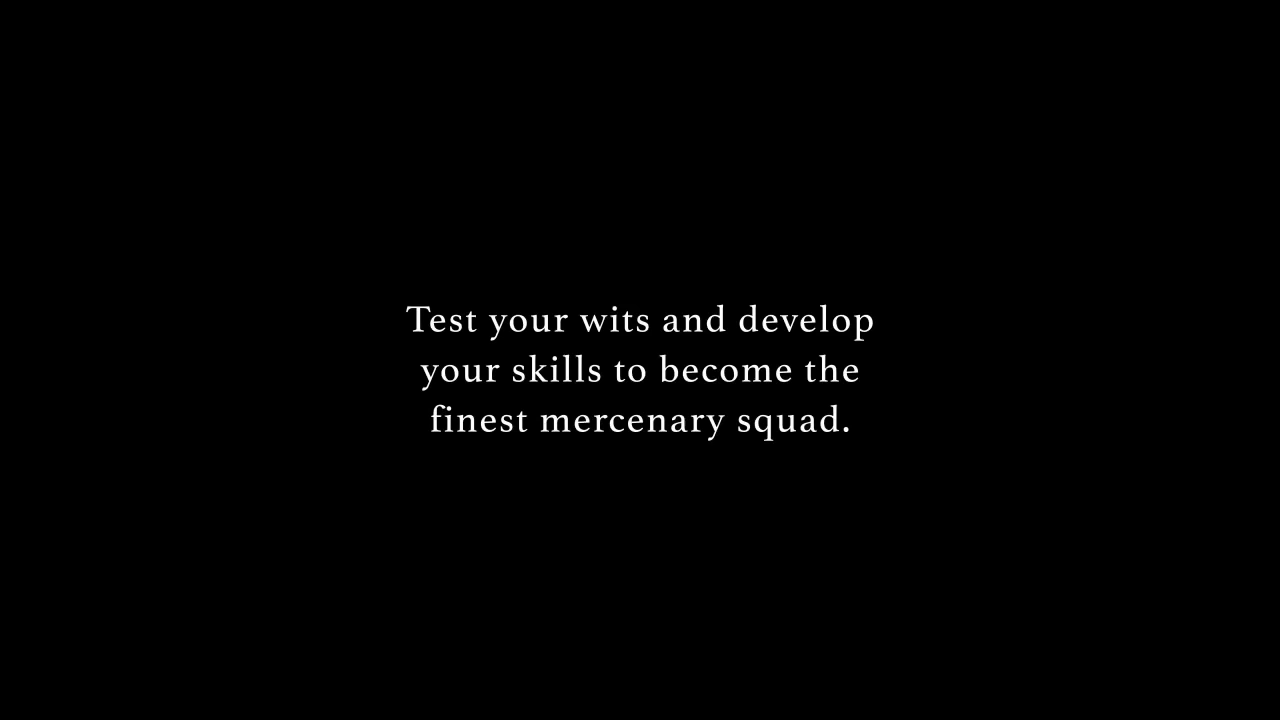 Test your wits and develop
your skills to become the
finest mercenary squad.